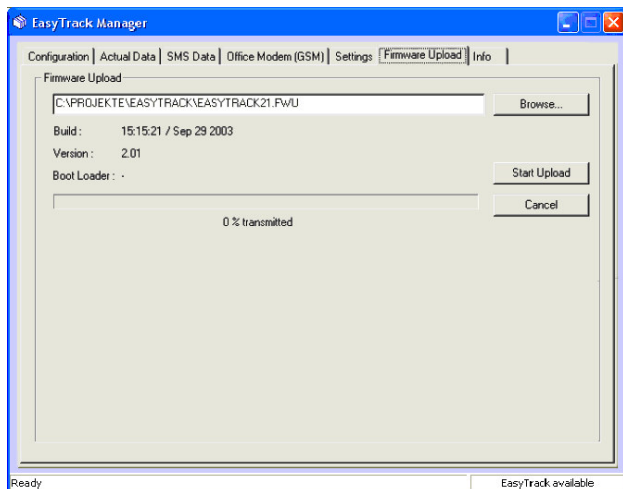 EasyTrack Manager
Configuration Actual Data SMS Data Office Modem (GSM) Settings Firmware Upload Info
Firmware Upload
C:\PROJEKTE\EASYTRACK\EASYTRACK21.FWU
Browse...
Build : 15:15:21 / Sep 29 2003
Version : 2.01
Boot Loader : -
Start Upload
Cancel
0 % transmitted
Ready
EasyTrack available